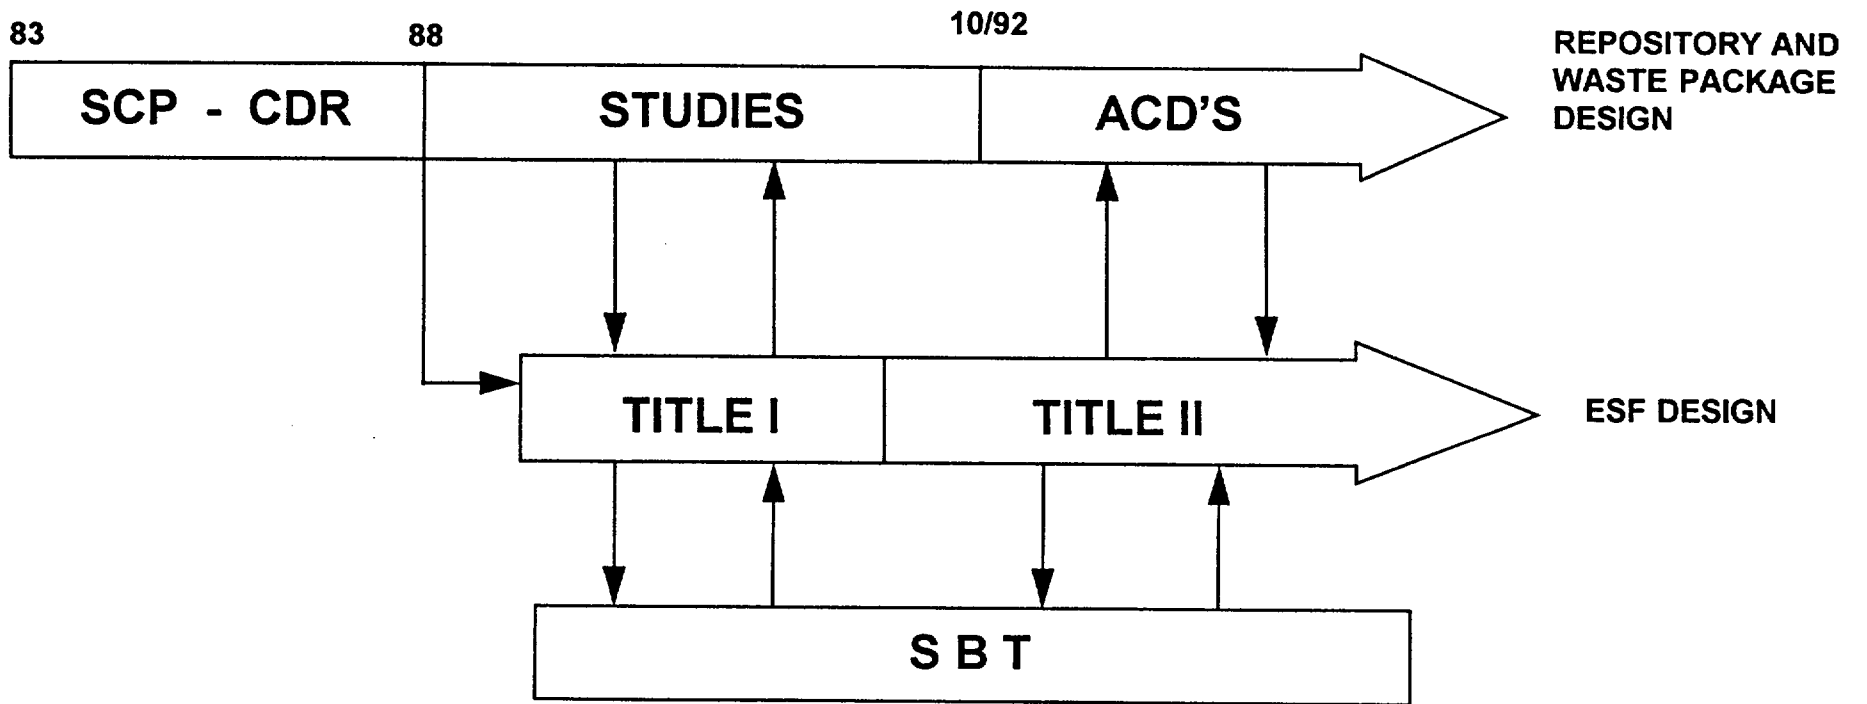 83
88
10/92
SCP - CDR
STUDIES
ACD'S
REPOSITORY AND
WASTE PACKAGE
DESIGN
TITLE I
TITLE II
ESF DESIGN
S B T